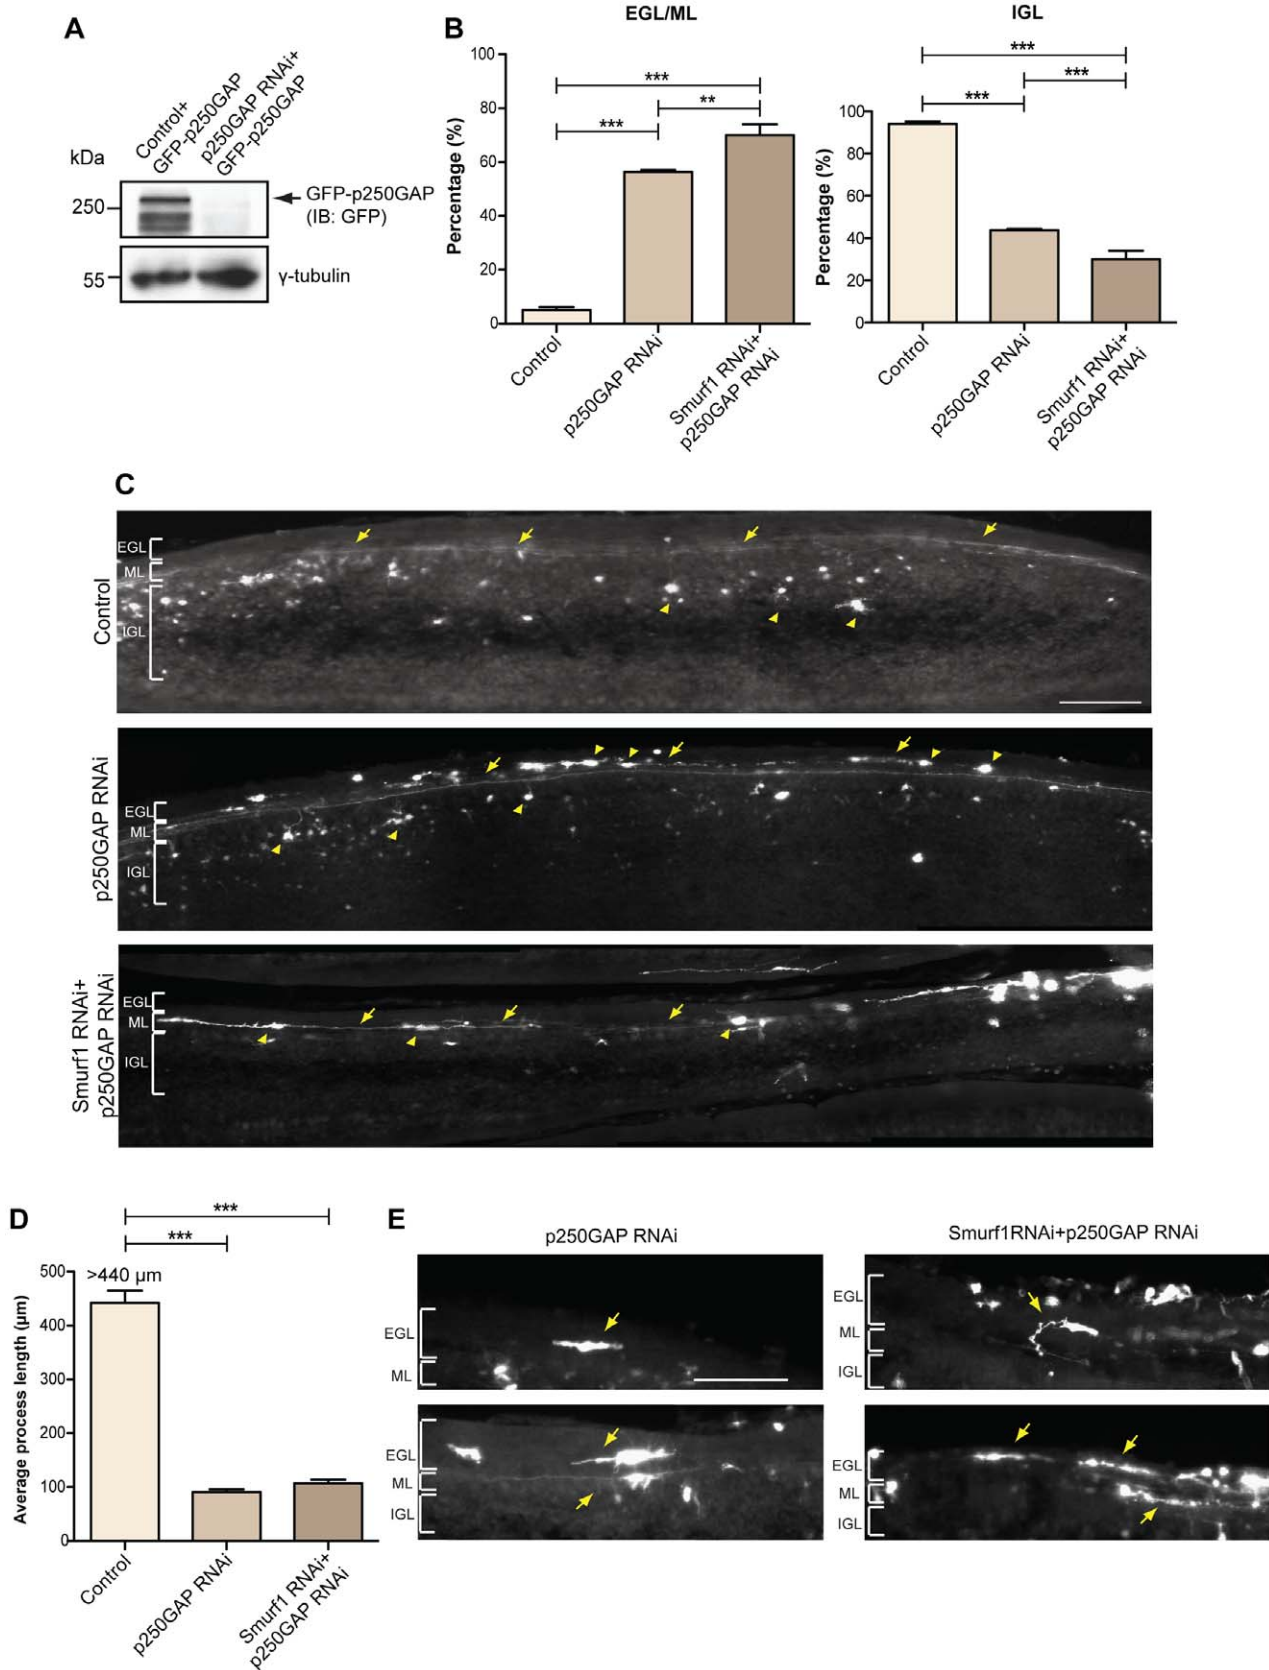 A
kDa
Control+
GFP-p250GAP
p250GAP RNAi+
GFP-p250GAP
250
GFP-p250GAP
(IB: GFP)
55
γ-tubulin
B
EGL/ML
***
***
**
Percentage (%)
100
80
60
40
20
0
Control
p250GAP RNAi
Smurf1 RNAi+
p250GAP RNAi
IGL
***
***
***
Percentage (%)
100
80
60
40
20
0
Control
p250GAP RNAi
Smurf1 RNAi+
p250GAP RNAi
C
Control
EGL
ML
IGL
p250GAP RNAi
EGL
ML
IGL
Smurf1 RNAi+
p250GAP RNAi
EGL
ML
IGL
D
***
***
>440 µm
Average process length (µm)
500
400
300
200
100
0
Control
p250GAP RNAi
Smurf1 RNAi+
p250GAP RNAi
E
p250GAP RNAi
EGL
ML
EGL
ML
IGL
Smurf1RNAi+p250GAP RNAi
EGL
ML
IGL
EGL
ML
IGL